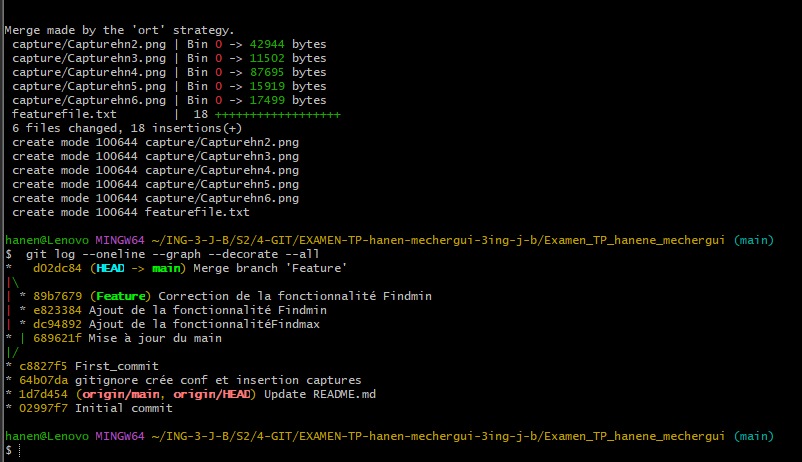 Merge made by the 'ort' strategy.
 capture/Capturehn2.png | Bin 0 -> 42944 bytes
 capture/Capturehn3.png | Bin 0 -> 11502 bytes
 capture/Capturehn4.png | Bin 0 -> 87695 bytes
 capture/Capturehn5.png | Bin 0 -> 15919 bytes
 capture/Capturehn6.png | Bin 0 -> 17499 bytes
 featurefile.txt        |  18 ++++++++++++++++++
 6 files changed, 18 insertions(+)
 create mode 100644 capture/Capturehn2.png
 create mode 100644 capture/Capturehn3.png
 create mode 100644 capture/Capturehn4.png
 create mode 100644 capture/Capturehn5.png
 create mode 100644 capture/Capturehn6.png
 create mode 100644 featurefile.txt
hanen@Lenovo MINGW64 ~/ING-3-J-B/S2/4-GIT/EXAMEN-TP-hanen-mechergui-3ing-j-b/Examen_TP_hanene_mechergui (main)
$  git log --oneline --graph --decorate --all
*   d02dc84 (HEAD -> main) Merge branch 'Feature'
|\
| * 89b7679 (Feature) Correction de la fonctionnalité Findmin
| * e823384 Ajout de la fonctionnalité Findmin
| * dc94892 Ajout de la fonctionnalitéFindmax
* | 689621f Mise à jour du main
|/
* c8827f5 First_commit
* 64b07da gitignore crée conf et insertion captures
* 1d7d454 (origin/main, origin/HEAD) Update README.md
* 02997f7 Initial commit
hanen@Lenovo MINGW64 ~/ING-3-J-B/S2/4-GIT/EXAMEN-TP-hanen-mechergui-3ing-j-b/Examen_TP_hanene_mechergui (main)
$